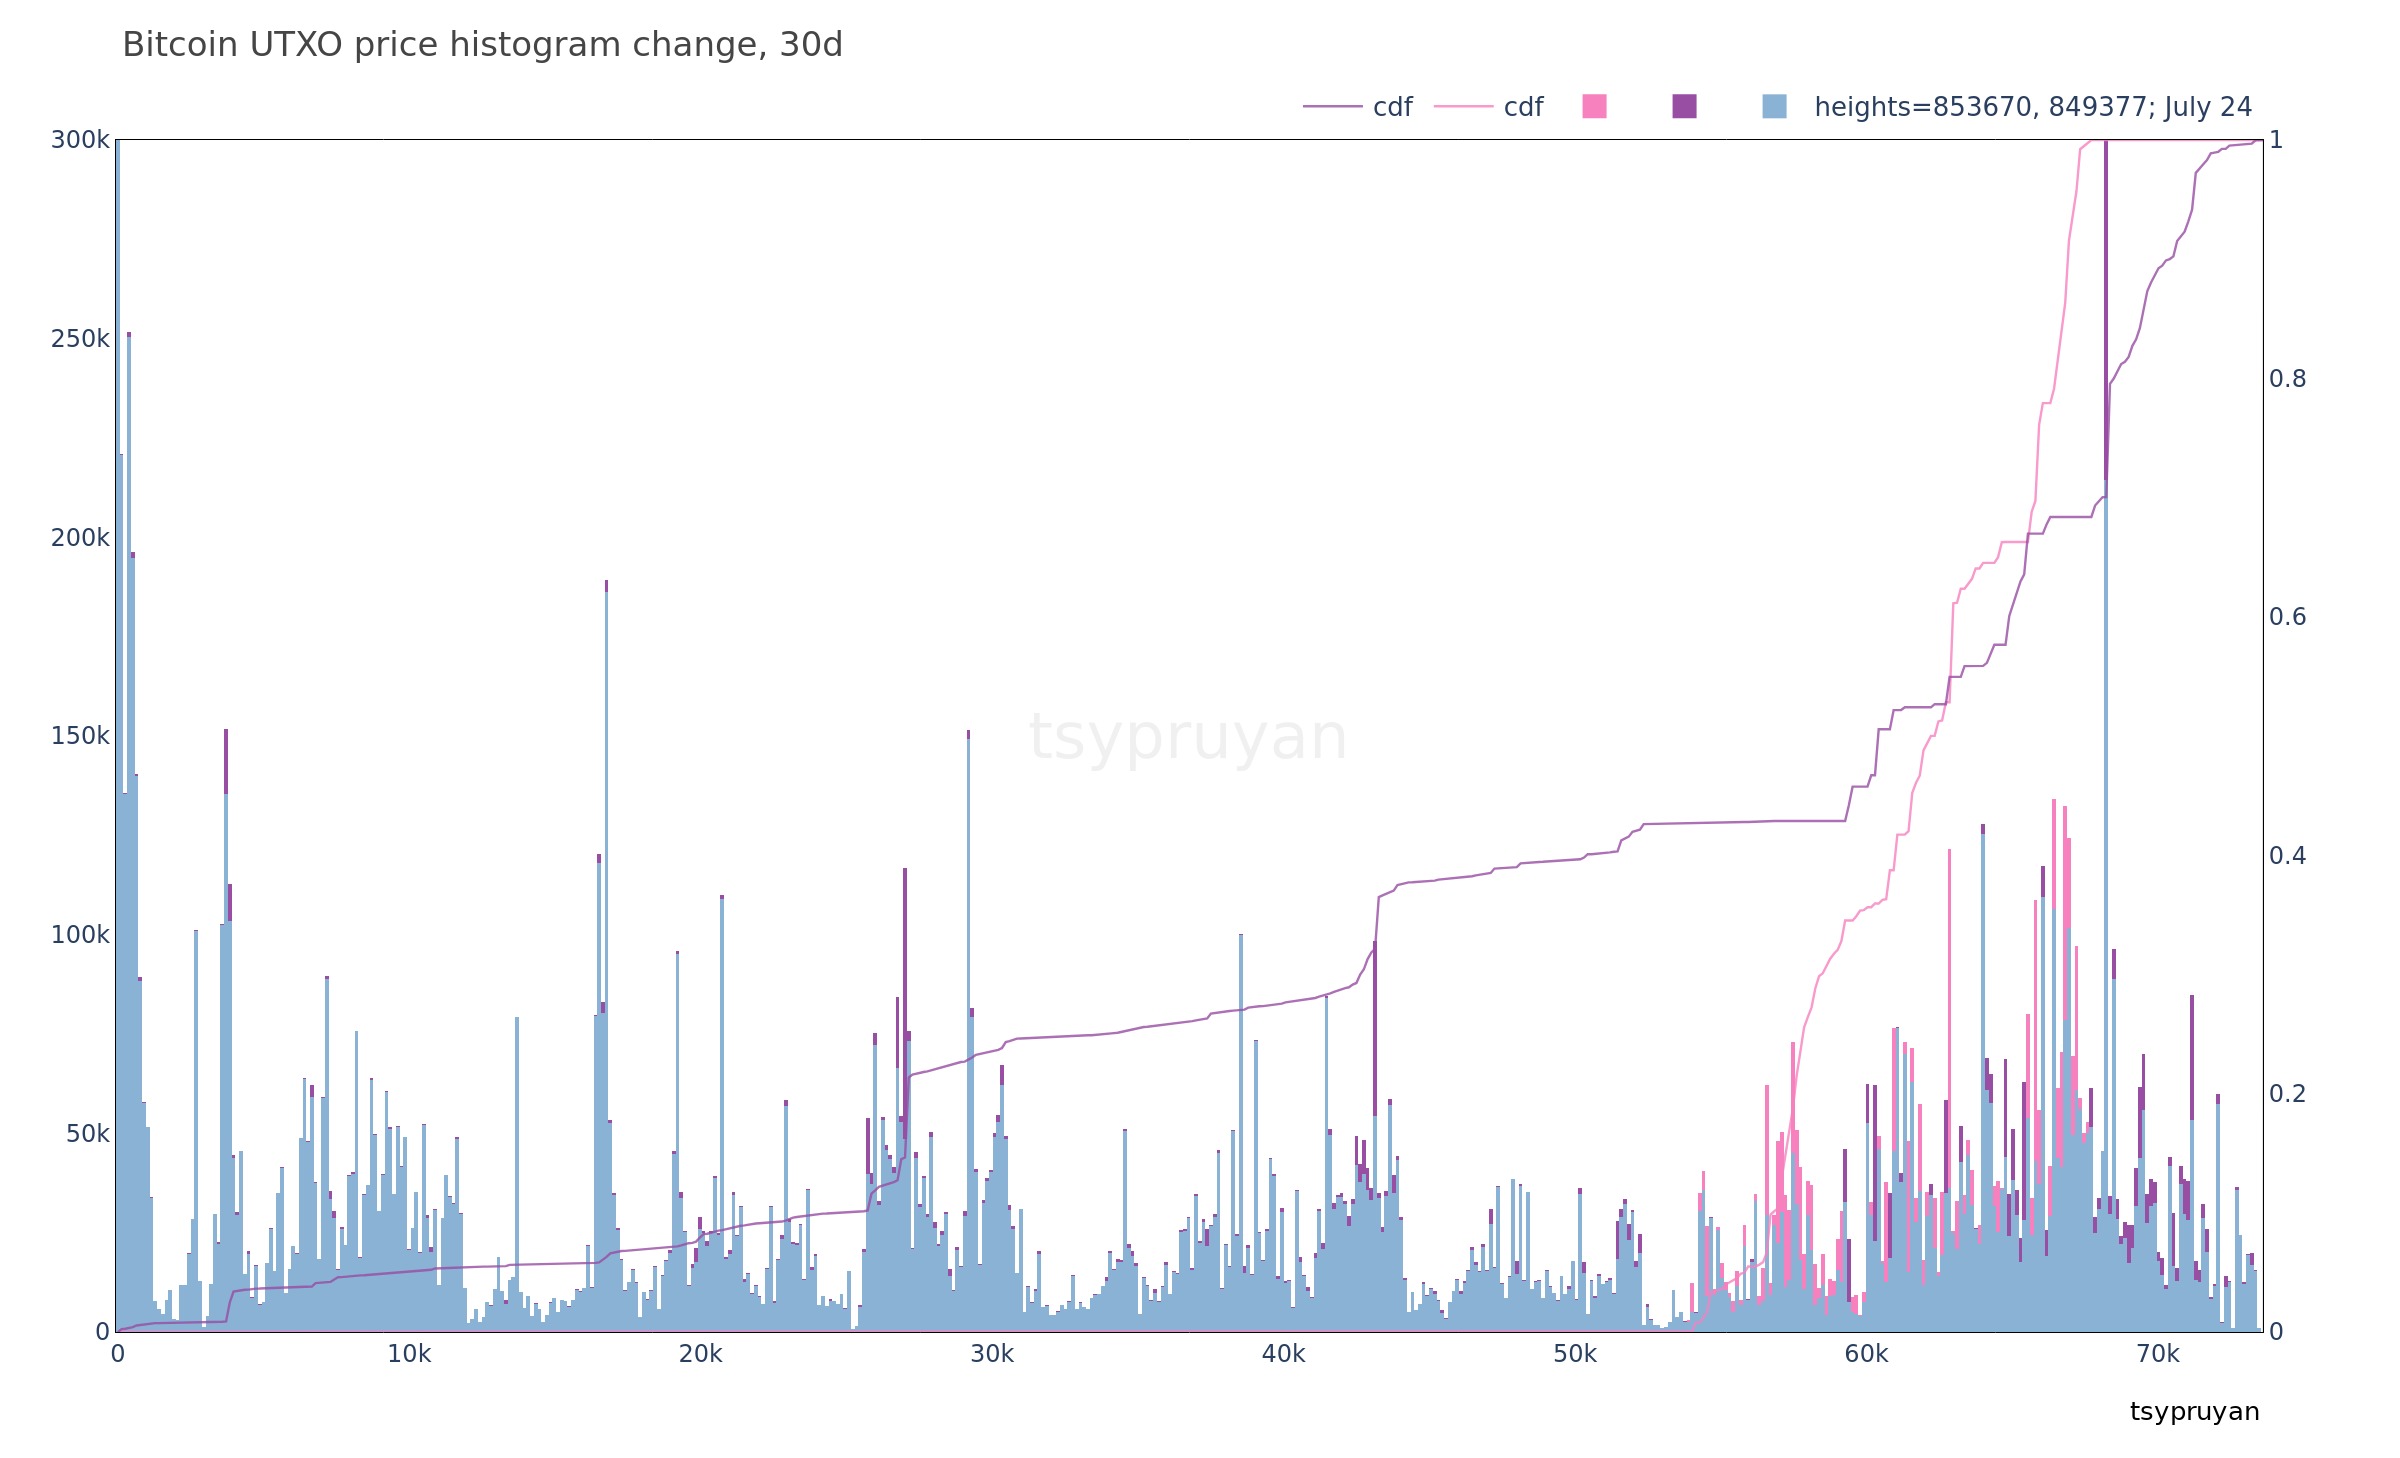 Bitcoin UTXO price histogram change, 30d
cdf cdf heights=853670, 849377; July 24
300k 1
250k
0.8
200k
0.6
tsypruyan
150k
0.4
100k
0.2
50k
0 0
0 10k 20k 30k 40k 50k 60k 70k
tsypruyan